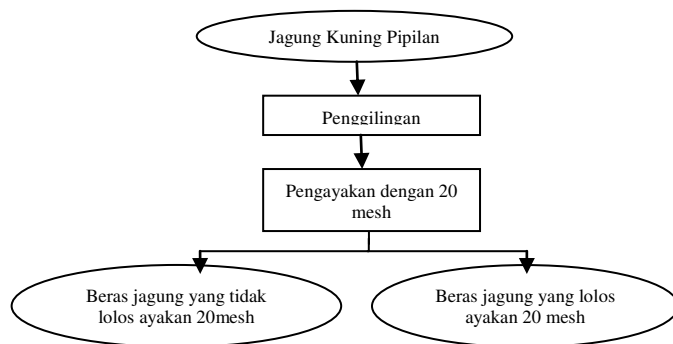 Jagung Kuning Pipilan
Penggilingan
Pengayakan dengan 20
mesh
Beras jagung yang tidak
lolos ayakan 20mesh
Beras jagung yang lolos
ayakan 20 mesh